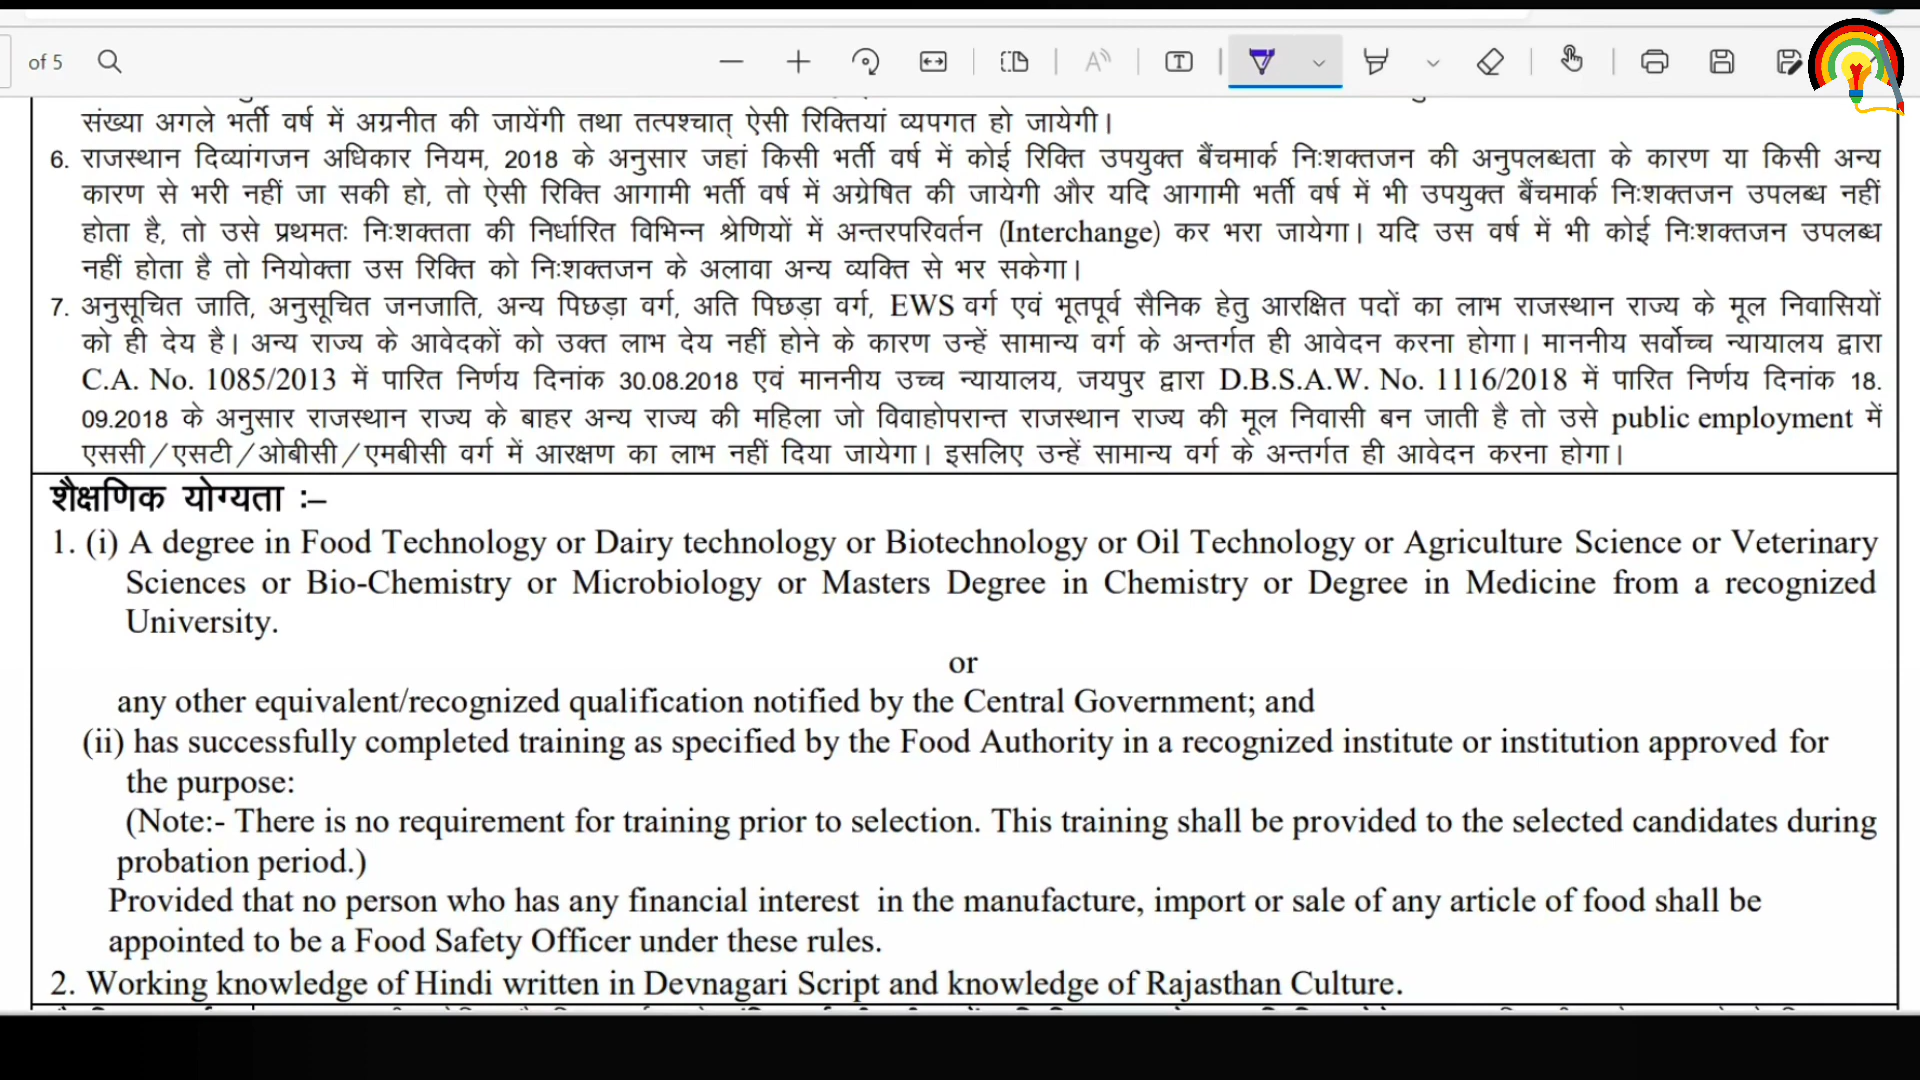 of 5
संख्या अगले भर्ती वर्ष में अग्रनीत की जायेंगी तथा तत्पश्चात् ऐसी रिक्तियां व्यपगत हो जायेगी।
6. राजस्थान दिव्यांगजन अधिकार नियम, 2018 के अनुसार जहां किसी भर्ती वर्ष में कोई रिक्ति उपयुक्त बैंचमार्क निःशक्तजन की अनुपलब्धता के कारण या किसी अन्य
कारण से भरी नहीं जा सकी हो, तो ऐसी रिक्ति आगामी भर्ती वर्ष में अग्रेषित की जायेगी और यदि आगामी भर्ती वर्ष में भी उपयुक्त बैंचमार्क निःशक्तजन उपलब्ध नहीं
होता है, तो उसे प्रथमतः निःशक्तता की निर्धारित विभिन्न श्रेणियों में अन्तरपरिवर्तन (Interchange) कर भरा जायेगा। यदि उस वर्ष में भी कोई निःशक्तजन उपलब्ध
नहीं होता है तो नियोक्ता उस रिक्ति को निःशक्तजन के अलावा अन्य व्यक्ति से भर सकेगा।
7. अनुसूचित जाति, अनुसूचित जनजाति, अन्य पिछड़ा वर्ग, अति पिछड़ा वर्ग, EWS वर्ग एवं भूतपूर्व सैनिक हेतु आरक्षित पदों का लाभ राजस्थान राज्य के मूल निवासियों
को ही देय है। अन्य राज्य के आवेदकों को उक्त लाभ देय नहीं होने के कारण उन्हें सामान्य वर्ग के अन्तर्गत ही आवेदन करना होगा। माननीय सर्वोच्च न्यायालय द्वारा
C.A. No. 1085/2013 में पारित निर्णय दिनांक 30.08.2018 एवं माननीय उच्च न्यायालय, जयपुर द्वारा D.B.S.A.W. No. 1116/2018 में पारित निर्णय दिनांक 18.
09.2018 के अनुसार राजस्थान राज्य के बाहर अन्य राज्य की महिला जो विवाहोपरान्त राजस्थान राज्य की मूल निवासी बन जाती है तो उसे public employment में
एससी/एसटी/ओबीसी/एमबीसी वर्ग में आरक्षण का लाभ नहीं दिया जायेगा। इसलिए उन्हें सामान्य वर्ग के अन्तर्गत ही आवेदन करना होगा।
शैक्षणिक योग्यता :–
1. (i) A degree in Food Technology or Dairy technology or Biotechnology or Oil Technology or Agriculture Science or Veterinary
Sciences or Bio-Chemistry or Microbiology or Masters Degree in Chemistry or Degree in Medicine from a recognized
University.
or
any other equivalent/recognized qualification notified by the Central Government; and
(ii) has successfully completed training as specified by the Food Authority in a recognized institute or institution approved for
the purpose:
(Note:- There is no requirement for training prior to selection. This training shall be provided to the selected candidates during
probation period.)
Provided that no person who has any financial interest in the manufacture, import or sale of any article of food shall be
appointed to be a Food Safety Officer under these rules.
2. Working knowledge of Hindi written in Devnagari Script and knowledge of Rajasthan Culture.